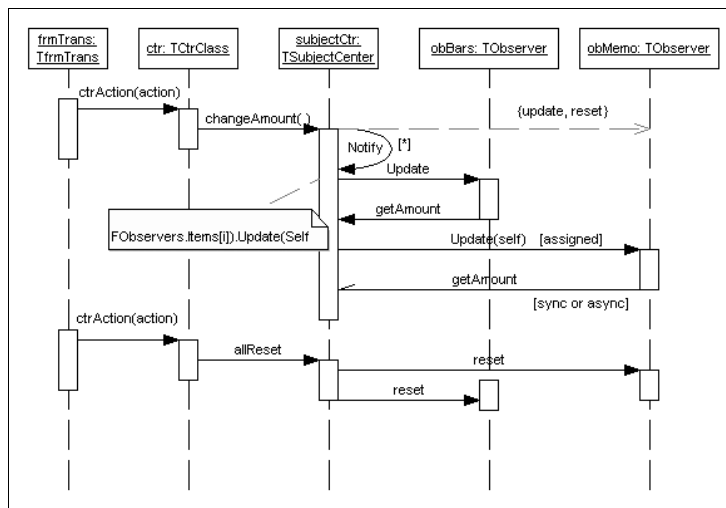 frmTrans:
TfrmTrans
ctr: TCtrClass
subjectCtr:
TSubjectCenter
obBars: TObserver
obMemo: TObserver
ctrAction(action)
changeAmount( )
{update, reset}
Notify
[*]
Update
getAmount
FObservers.Items[i]).Update(Self
Update(self) [assigned]
getAmount
[sync or async]
ctrAction(action)
allReset
reset
reset